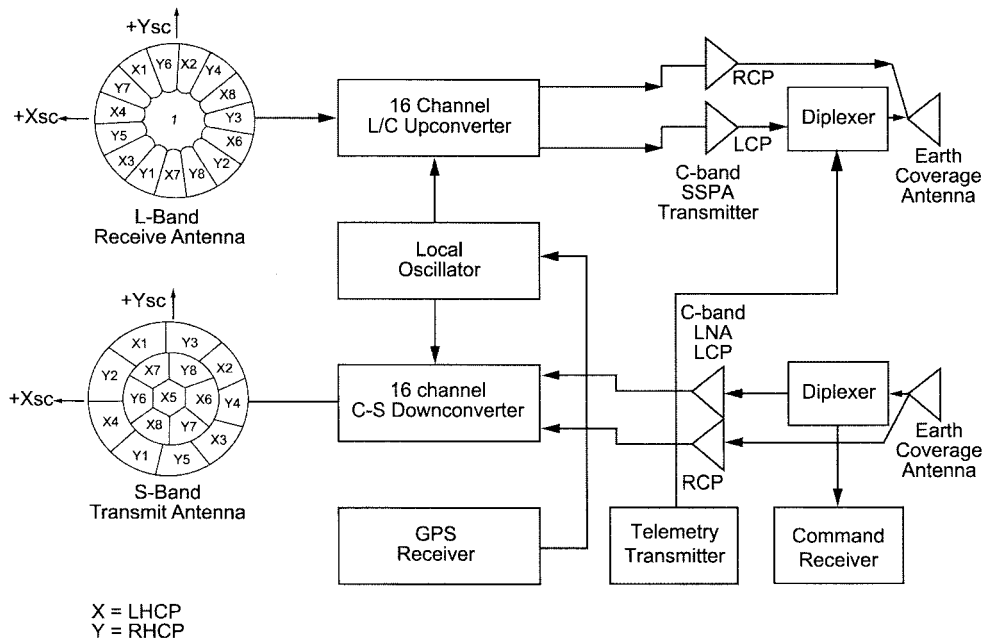 +Ysc
+Xsc
X1
Y6
X2
Y4
Y7
X8
X4
1
Y3
Y5
X6
X3
Y2
Y1
X7
Y8
L-Band
Receive Antenna
16 Channel
L/C Upconverter
RCP
LCP
C-band
SSPA
Transmitter
Diplexer
Earth
Coverage
Antenna
Local
Oscillator
+Ysc
+Xsc
X1
Y3
Y2
X7
Y8
X2
Y6
X5
X6
Y4
X4
X8
Y7
X3
Y1
Y5
S-Band
Transmit Antenna
16 channel
C-S Downconverter
C-band
LNA
LCP
RCP
Diplexer
Earth
Coverage
Antenna
GPS
Receiver
Telemetry
Transmitter
Command
Receiver
X = LHCP
Y = RHCP